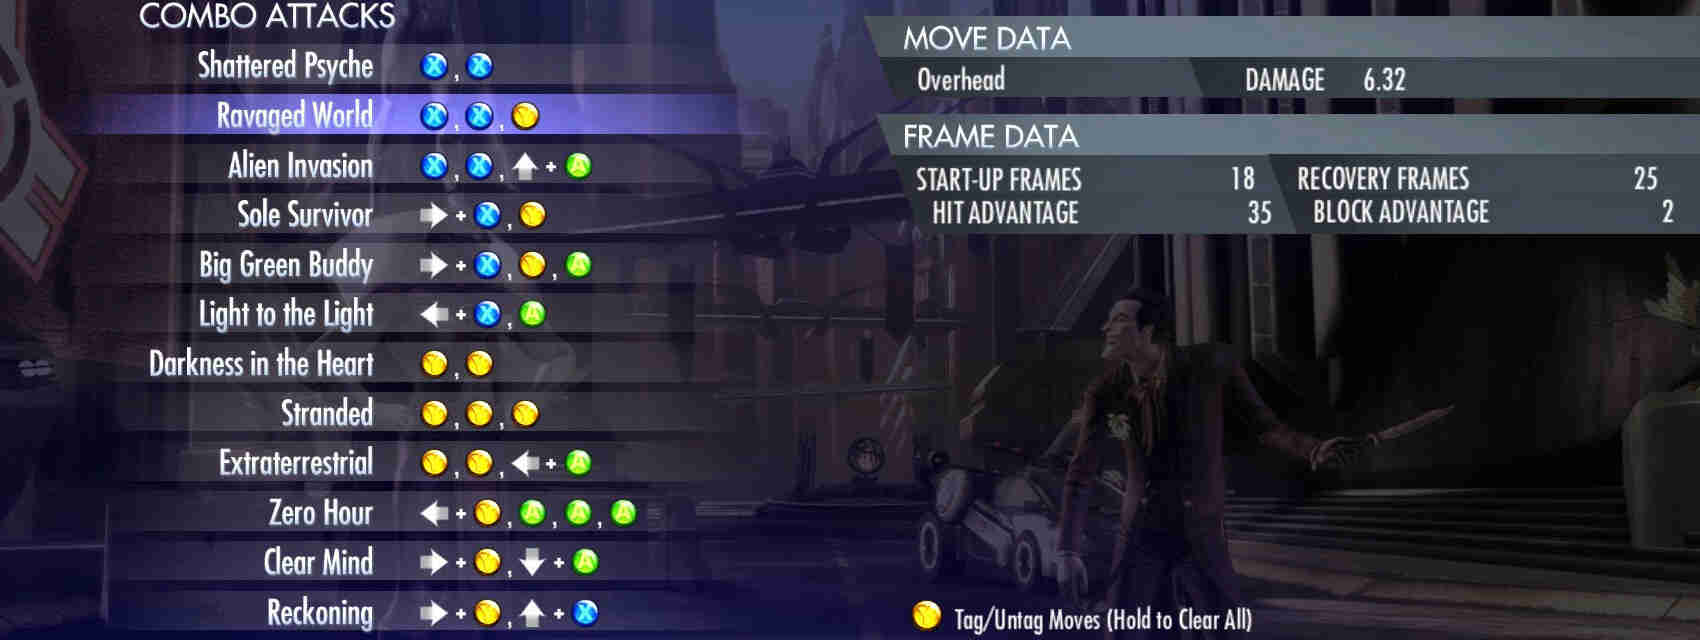 COMBO ATTACKS
Shattered Psyche X, X
Ravaged World X, X, Y
Alien Invasion X, X, ⬆ + A
Sole Survivor ➡ + X, Y
Big Green Buddy ➡ + X, Y, A
Light to the Light ⬅ + X, A
Darkness in the Heart Y, Y
Stranded Y, Y, Y
Extraterrestrial Y, Y, ⬅ + A
Zero Hour ⬅ + Y, A, A, A
Clear Mind ➡ + Y, ⬇ + A
Reckoning ➡ + Y, ⬆ + X
MOVE DATA
Overhead DAMAGE 6.32
FRAME DATA
START-UP FRAMES 18 RECOVERY FRAMES 25
HIT ADVANTAGE 35 BLOCK ADVANTAGE 2
Y Tag/Untag Moves (Hold to Clear All)